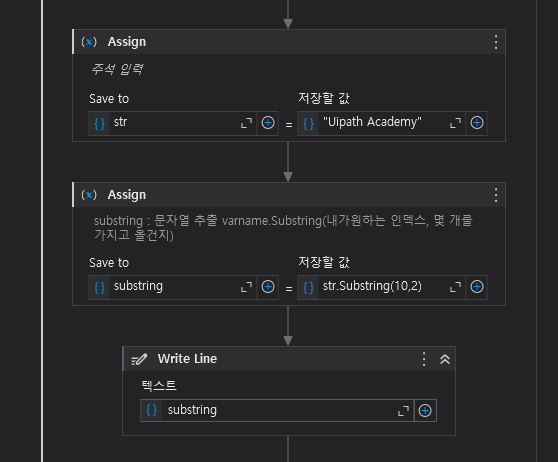 Assign
주석 입력
Save to 저장할 값
str = "Uipath Academy"
Assign
substring : 문자열 추출 varname.Substring(내가원하는 인덱스, 몇 개를
가지고 올건지)
Save to 저장할 값
substring = str.Substring(10,2)
Write Line
텍스트
substring